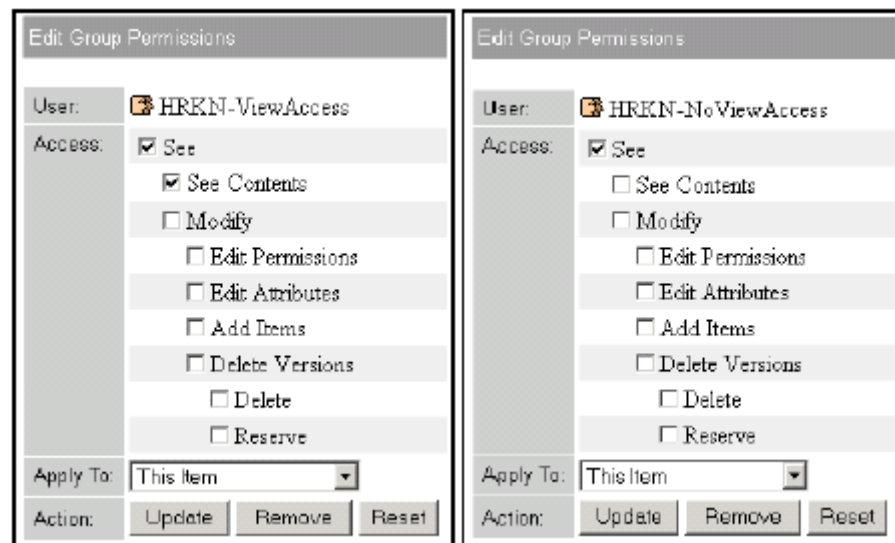 Edit Group Permissions
User: HRKN-ViewAccess
Access: See
See Contents
Modify
Edit Permissions
Edit Attributes
Add Items
Delete Versions
Delete
Reserve
Apply To: This Item
Action: Update Remove Reset
Edit Group Permissions
User: HRKN-NoViewAccess
Access: See
See Contents
Modify
Edit Permissions
Edit Attributes
Add Items
Delete Versions
Delete
Reserve
Apply To: This Item
Action: Update Remove Reset